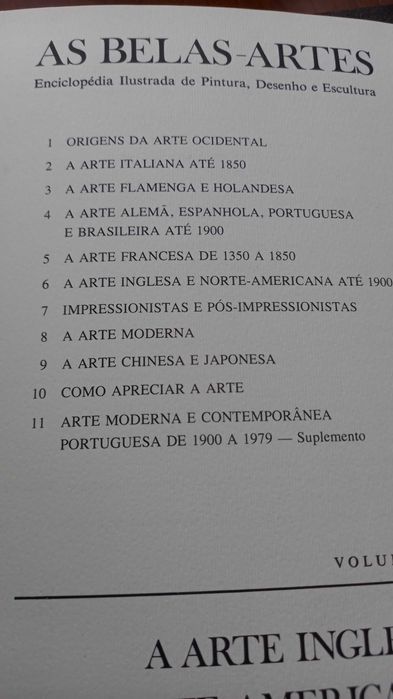 AS BELAS-ARTES
Enciclopédia Ilustrada de Pintura, Desenho e Escultura
1 ORIGENS DA ARTE OCIDENTAL
2 A ARTE ITALIANA ATÉ 1850
3 A ARTE FLAMENGA E HOLANDESA
4 A ARTE ALEMÃ, ESPANHOLA, PORTUGUESA
E BRASILEIRA ATÉ 1900
5 A ARTE FRANCESA DE 1350 A 1850
6 A ARTE INGLESA E NORTE-AMERICANA ATÉ 1900
7 IMPRESSIONISTAS E PÓS-IMPRESSIONISTAS
8 A ARTE MODERNA
9 A ARTE CHINESA E JAPONESA
10 COMO APRECIAR A ARTE
11 ARTE MODERNA E CONTEMPORÂNEA
PORTUGUESA DE 1900 A 1979 — Suplemento
A ARTE